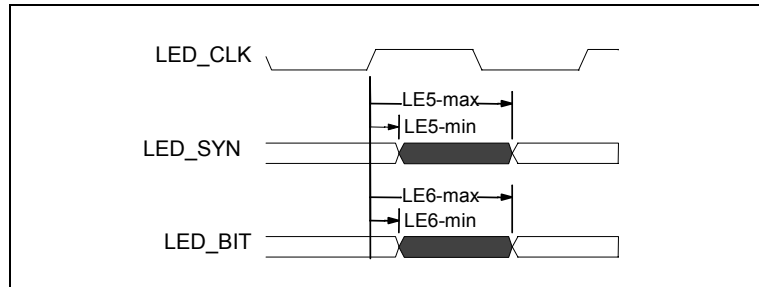 LED_CLK
LE5-max
LE5-min
LED_SYN
LE6-max
LE6-min
LED_BIT